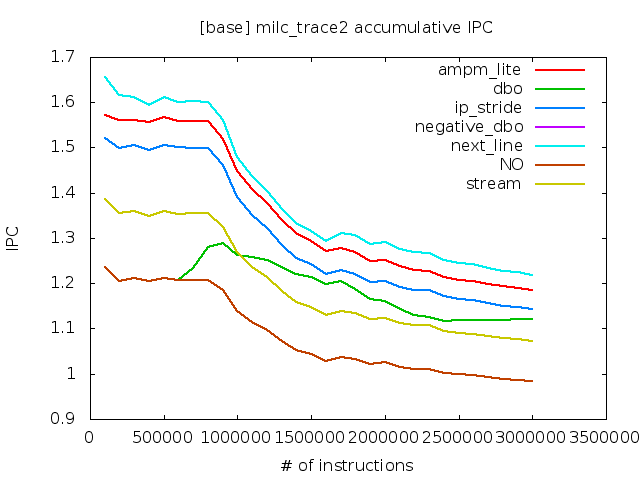 [base] milc_trace2 accumulative IPC
1.7
1.6
1.5
1.4
1.3
1.2
1.1
1
0.9
IPC
ampm_lite
dbo
ip_stride
negative_dbo
next_line
NO
stream
0 500000 1000000 1500000 2000000 2500000 3000000 3500000
# of instructions